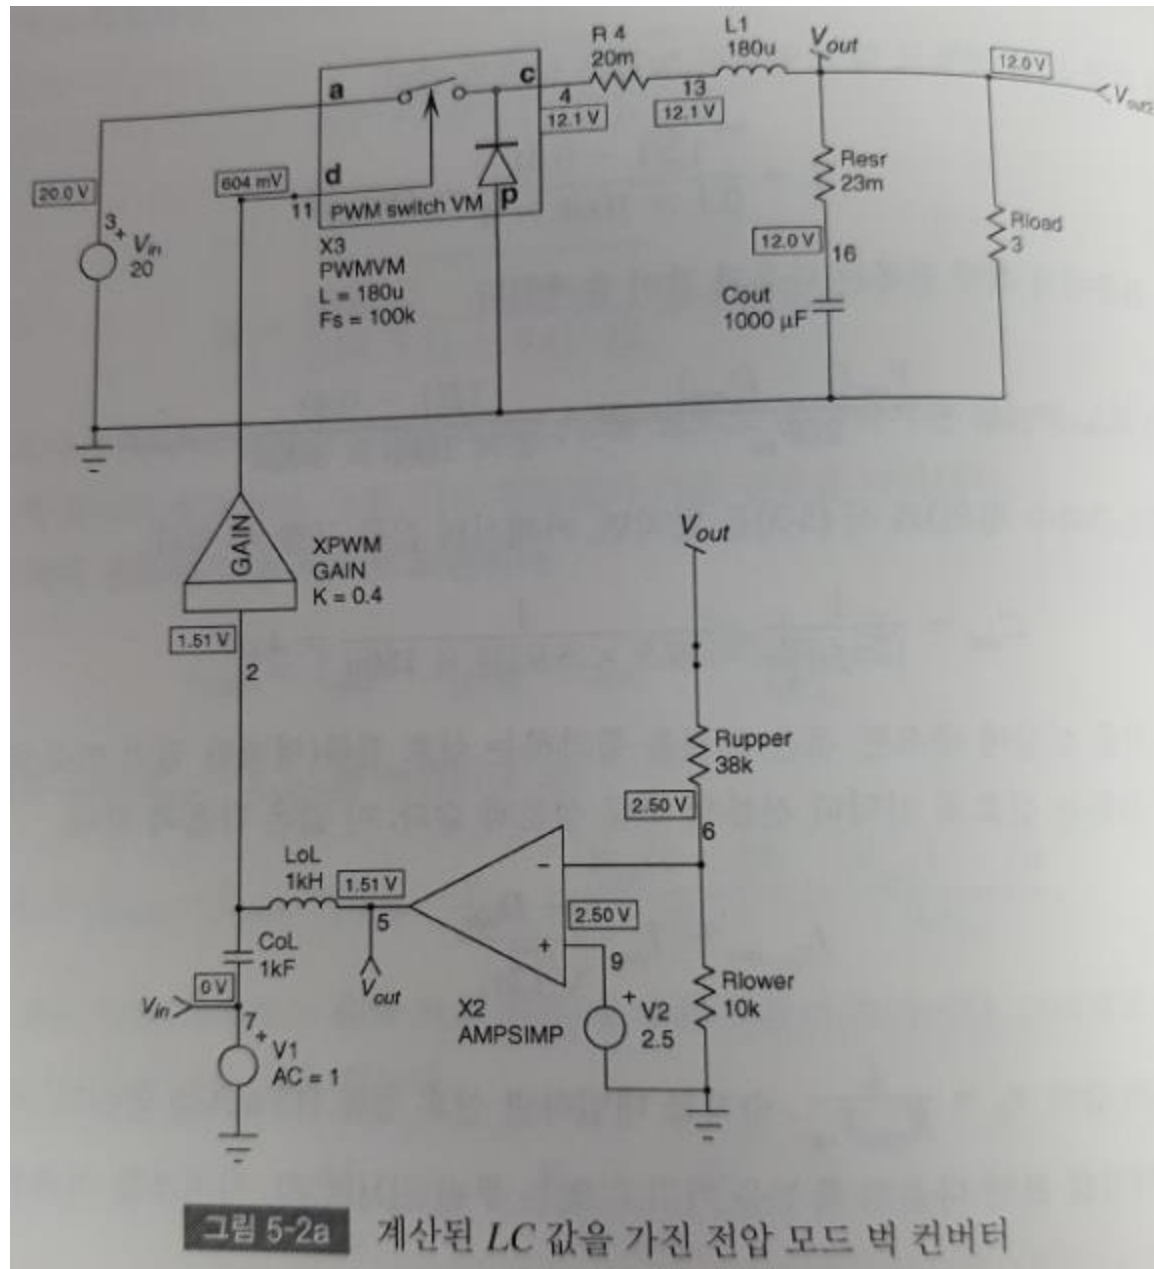 R 4
20m
L1
180u
Vout
12.0 V
Vout2
a
c
4
12.1 V
13
12.1 V
20.0 V
3
+
Vin
20
604 mV
11
d
PWM switch VM
p
X3
PWMVM
L = 180u
Fs = 100k
Resr
23m
12.0 V
16
Cout
1000 μF
Rload
3
GAIN
XPWM
GAIN
K = 0.4
1.51 V
2
Vout
Rupper
38k
2.50 V
6
LoL
1kH
1.51 V
5
Vout
−
+
2.50 V
9
X2
AMPSIMP
+
V2
2.5
Rlower
10k
CoL
1kF
0 V
Vin
7
+
V1
AC = 1
그림 5-2a 계산된 LC 값을 가진 전압 모드 벅 컨버터